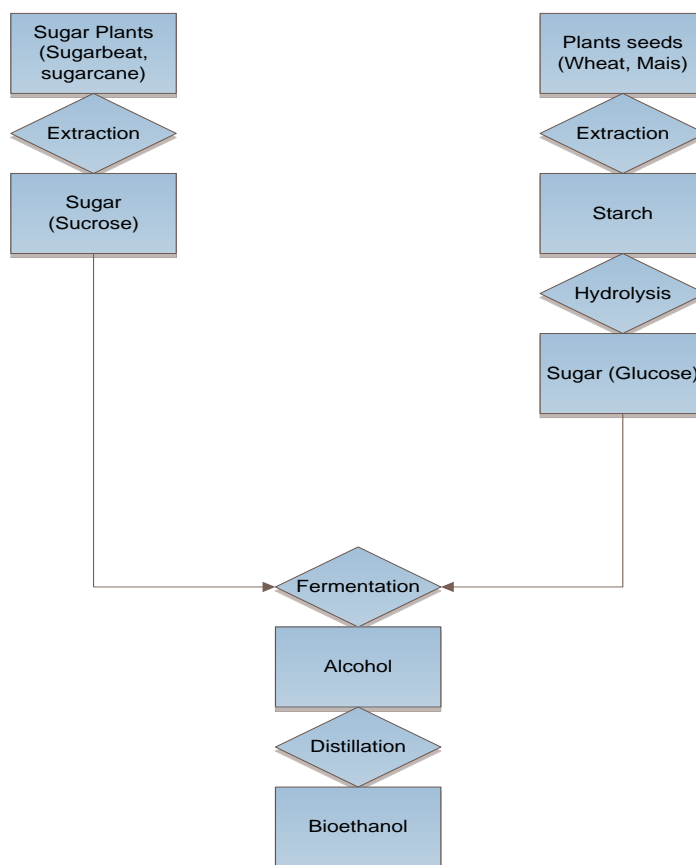 Sugar Plants
(Sugarbeat,
sugarcane)
Extraction
Sugar
(Sucrose)
Plants seeds
(Wheat, Mais)
Extraction
Starch
Hydrolysis
Sugar (Glucose)
Fermentation
Alcohol
Distillation
Bioethanol